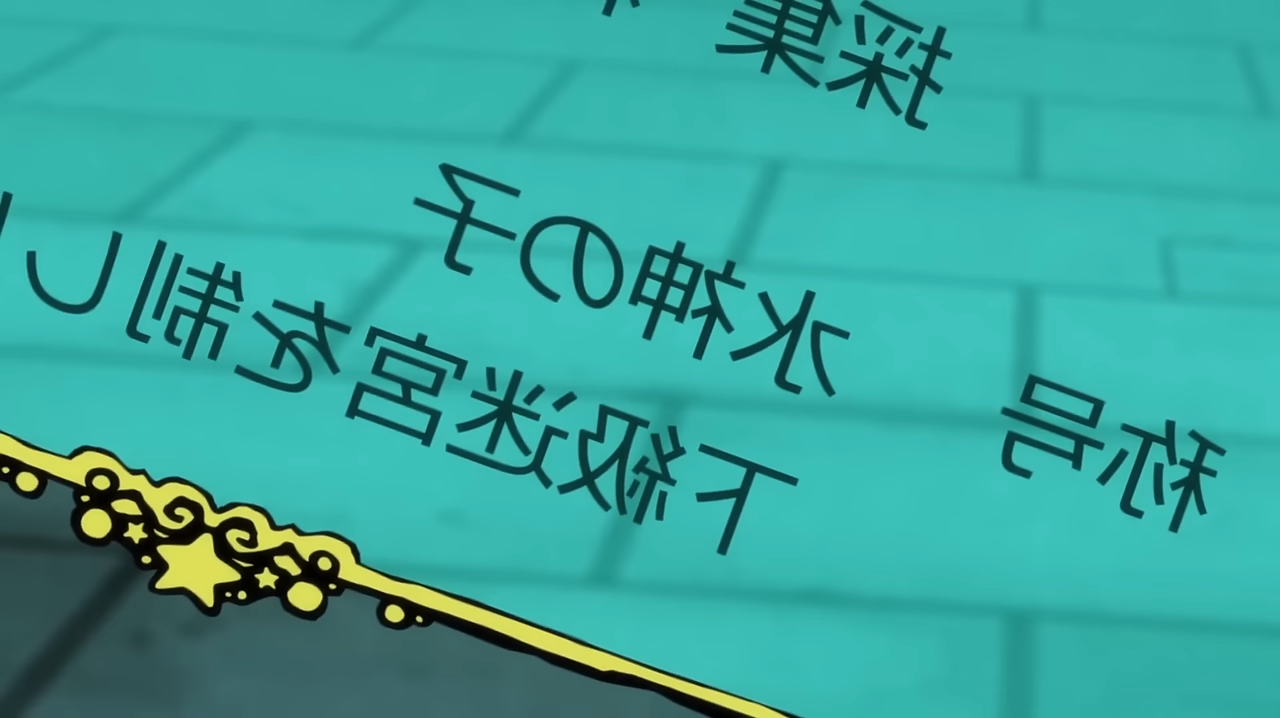 採集
称号 水神の子
下級迷宮を制し